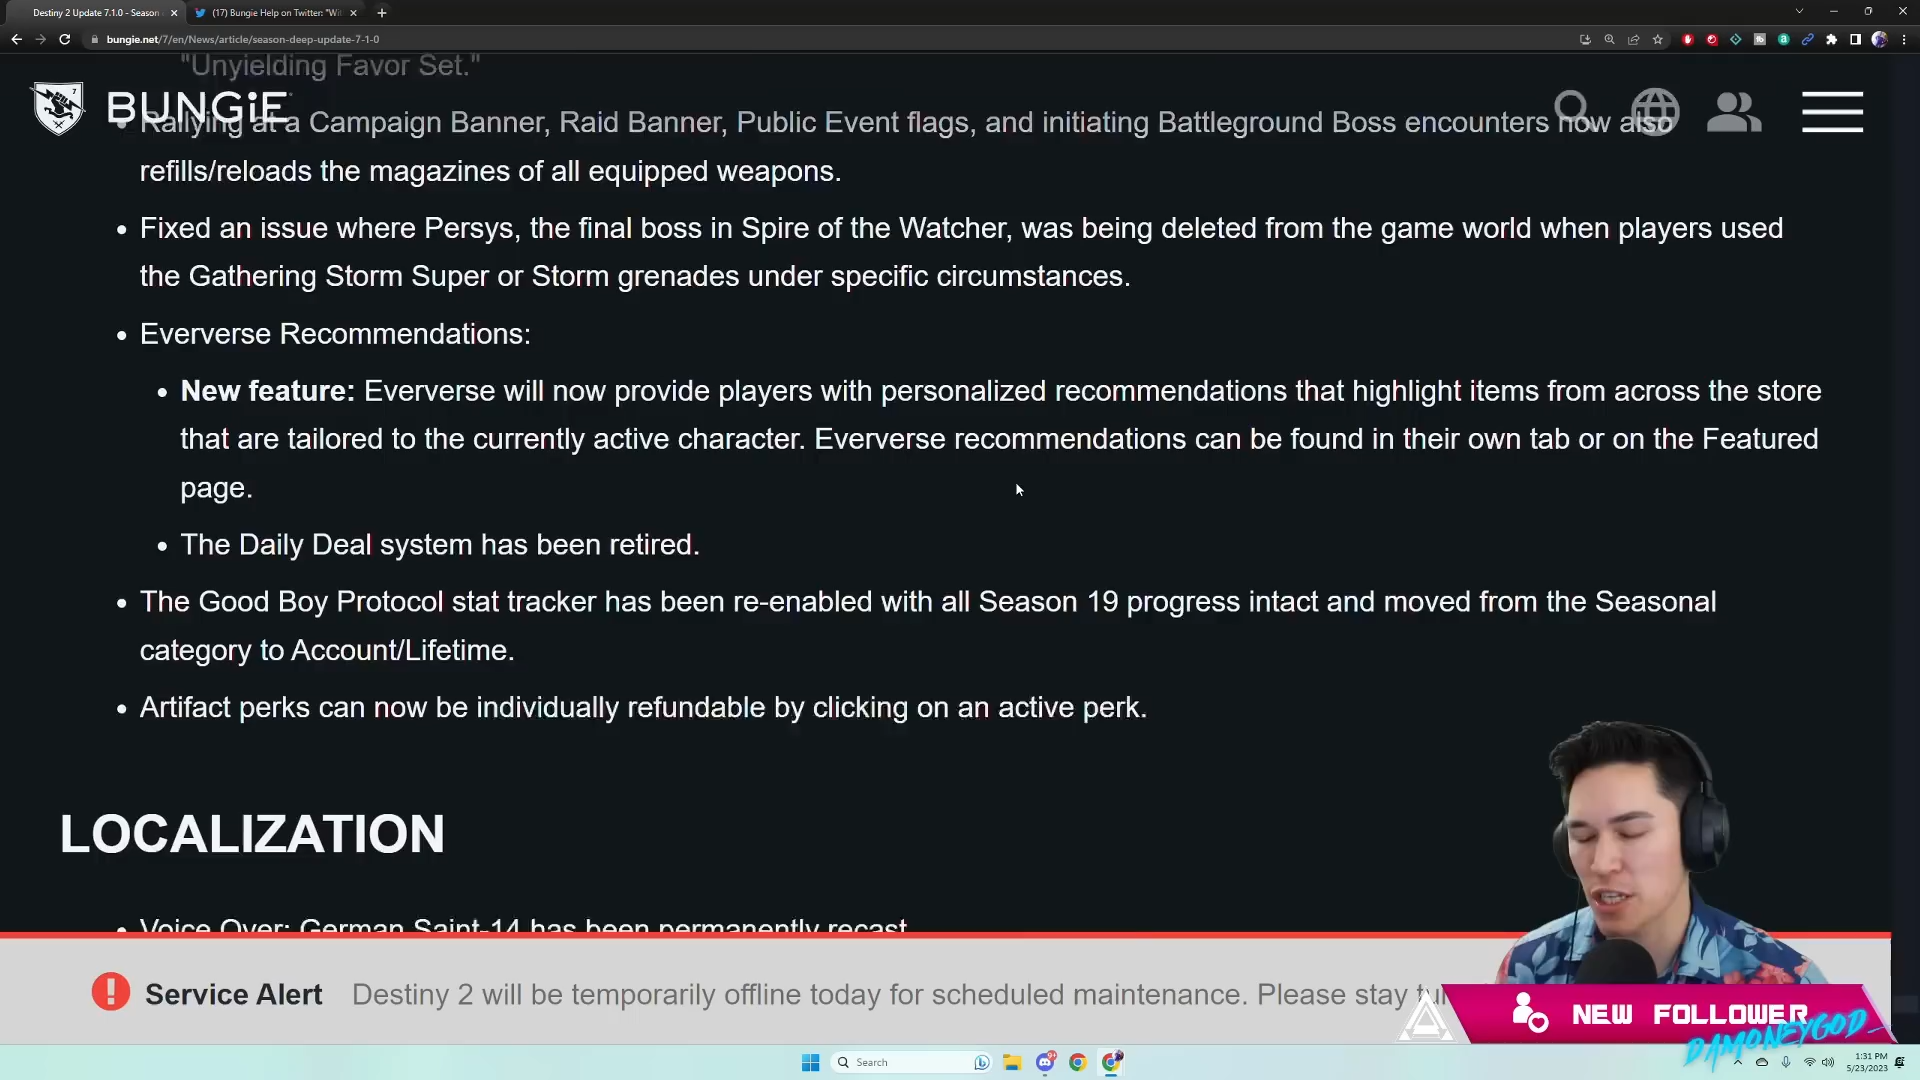 Destiny 2 Update 7.1.0 - Season
(17) Bungie Help on Twitter: "Wit
bungie.net/7/en/News/article/season-deep-update-7-1-0
"Unyielding Favor Set."
BUNGiE
Rallying at a Campaign Banner, Raid Banner, Public Event flags, and initiating Battleground Boss encounters now also
refills/reloads the magazines of all equipped weapons.
Fixed an issue where Persys, the final boss in Spire of the Watcher, was being deleted from the game world when players used
the Gathering Storm Super or Storm grenades under specific circumstances.
Eververse Recommendations:
New feature: Eververse will now provide players with personalized recommendations that highlight items from across the store
that are tailored to the currently active character. Eververse recommendations can be found in their own tab or on the Featured
page.
The Daily Deal system has been retired.
The Good Boy Protocol stat tracker has been re-enabled with all Season 19 progress intact and moved from the Seasonal
category to Account/Lifetime.
Artifact perks can now be individually refundable by clicking on an active perk.
LOCALIZATION
Voice Over: German Saint-14 has been permanently recast.
Service Alert Destiny 2 will be temporarily offline today for scheduled maintenance. Please stay tu
NEW FOLLOWER
DAMONEYGOD_
Search
1:31 PM
5/23/2023